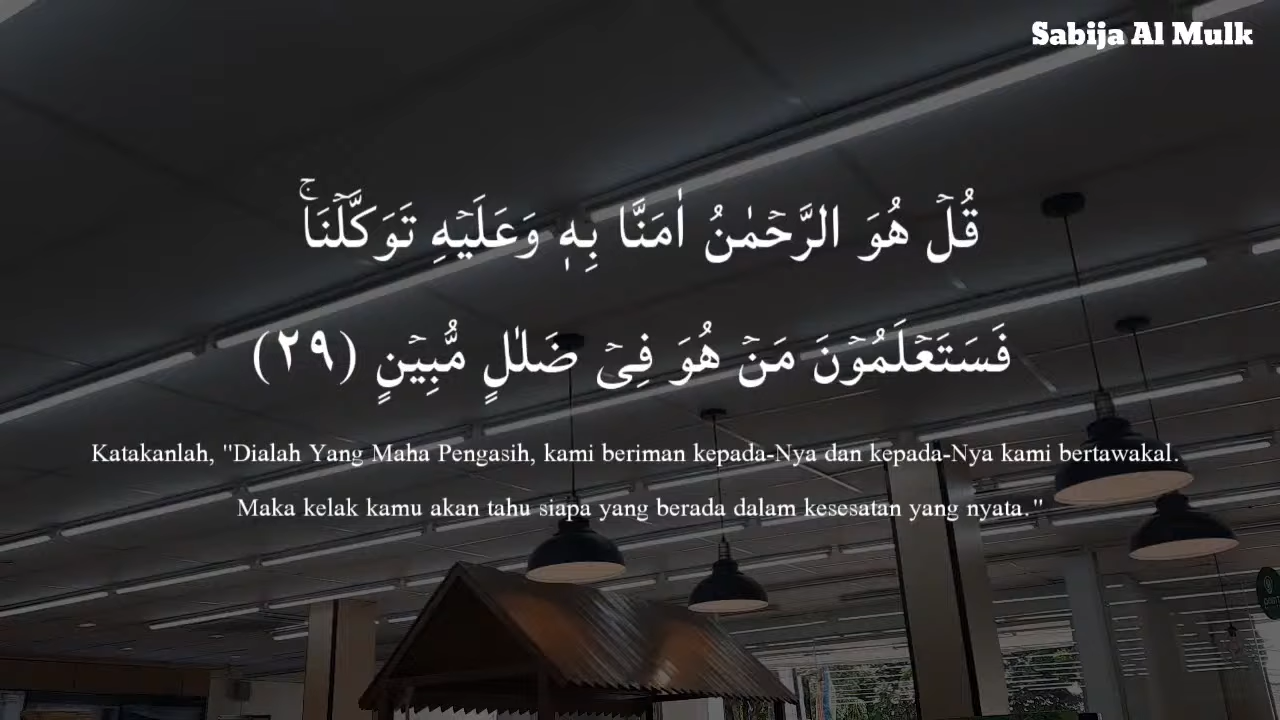 Sabija Al Mulk
قُلۡ هُوَ الرَّحۡمٰنُ اٰمَنَّا بِهٖ وَعَلَيۡهِ تَوَكَّلۡنَا‌ۚ
فَسَتَعۡلَمُوۡنَ مَنۡ هُوَ فِىۡ ضَلٰلٍ مُّبِيۡنٍ (٢٩)
Katakanlah, "Dialah Yang Maha Pengasih, kami beriman kepada-Nya dan kepada-Nya kami bertawakal.
Maka kelak kamu akan tahu siapa yang berada dalam kesesatan yang nyata."